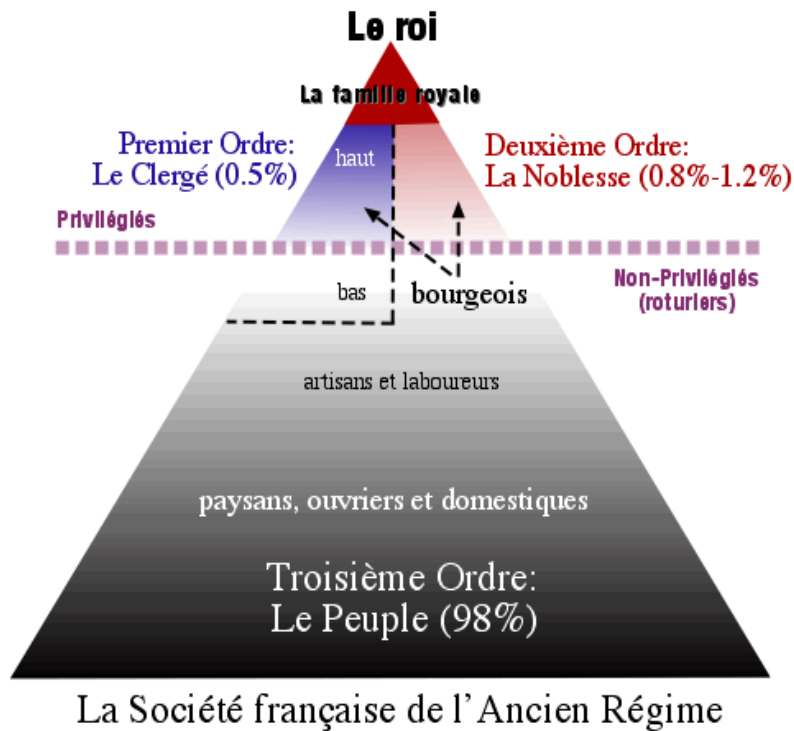 Le roi
La famille royale
Premier Ordre:
Le Clergé (0.5%)
haut
Deuxième Ordre:
La Noblesse (0.8%-1.2%)
Privilégiés
Non-Privilégiés
(roturiers)
bas
bourgeois
artisans et laboureurs
paysans, ouvriers et domestiques
Troisième Ordre:
Le Peuple (98%)
La Société française de l'Ancien Régime